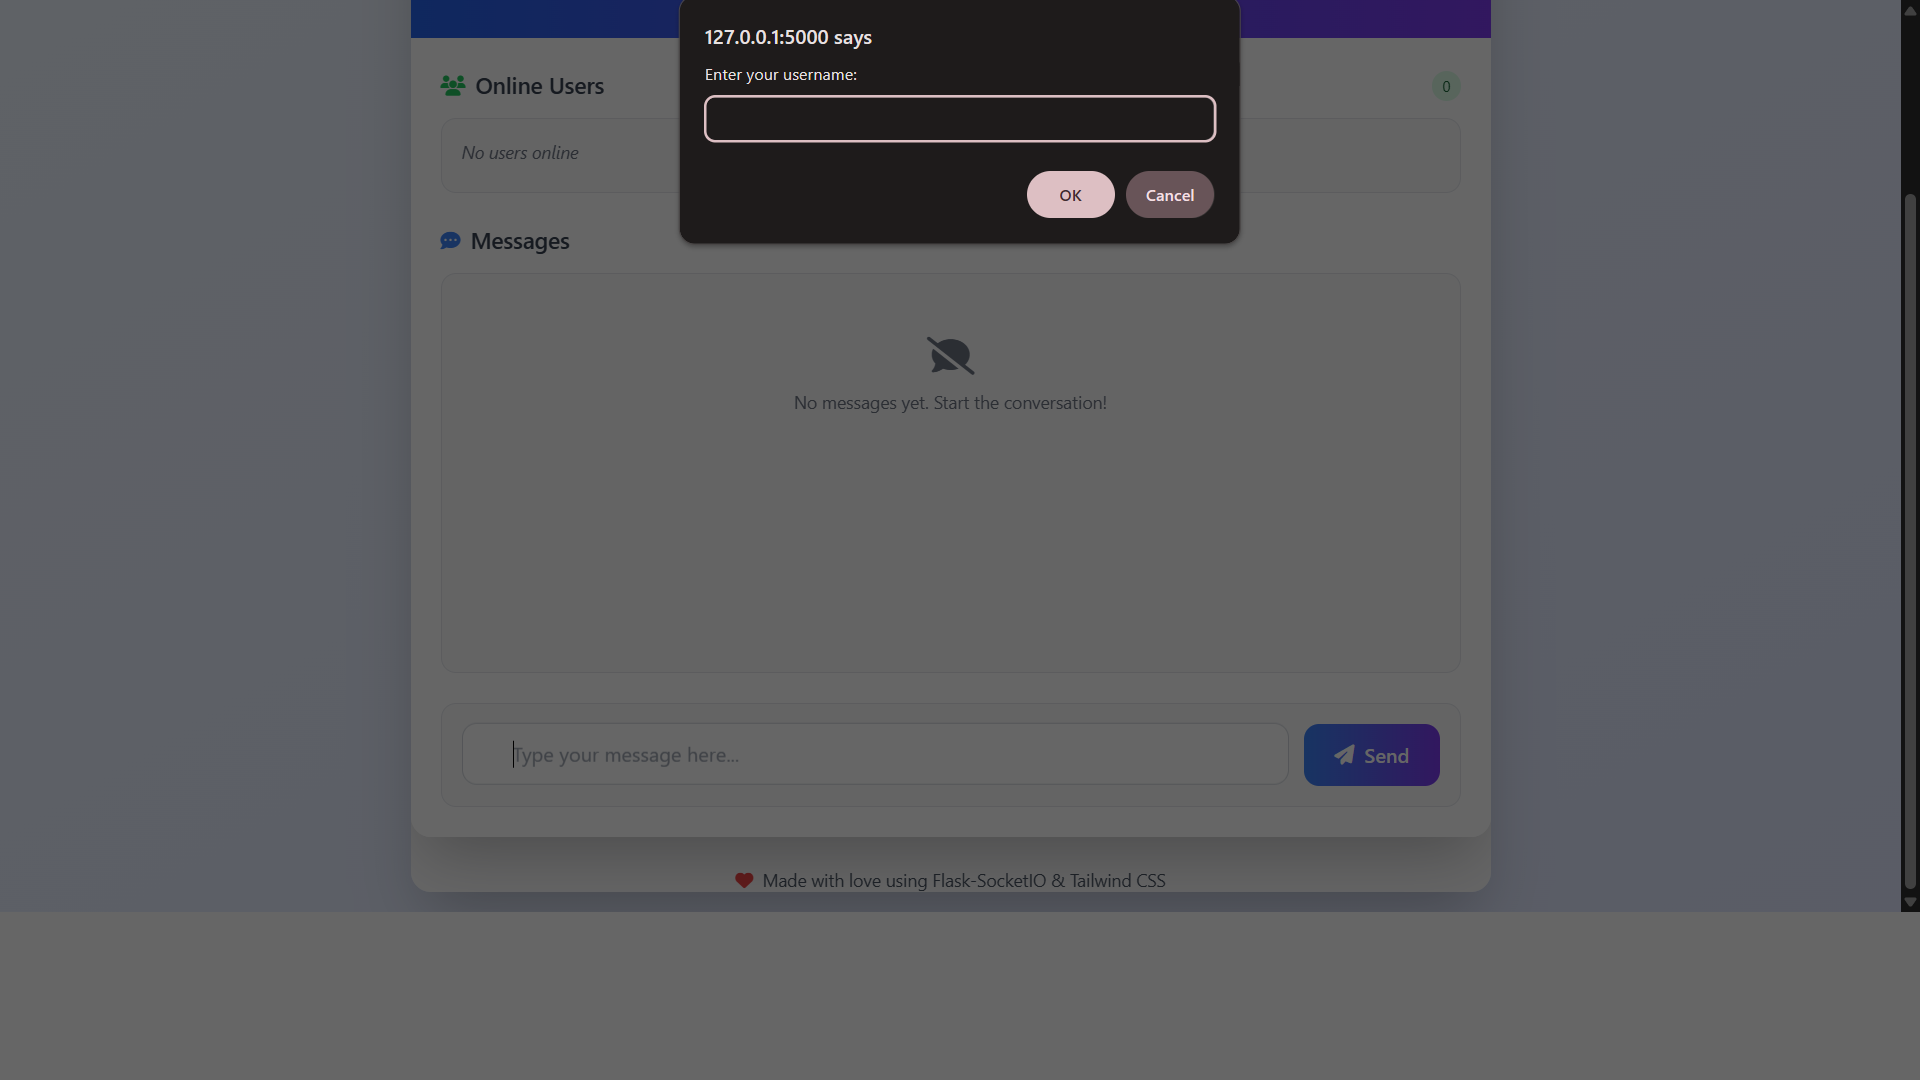 127.0.0.1:5000 says
Enter your username:
OK
Cancel
Online Users
0
No users online
Messages
No messages yet. Start the conversation!
Type your message here...
Send
Made with love using Flask-SocketIO & Tailwind CSS